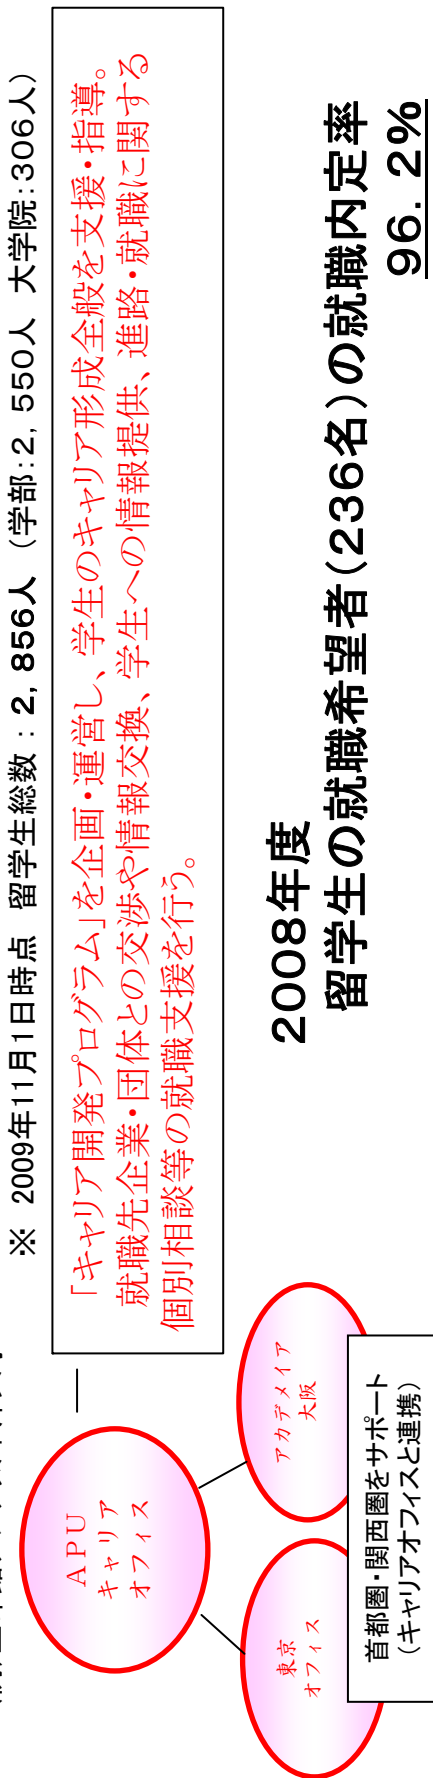 ※ 2009年11月1日時点 留学生総数：2，856人（学部：2，550人 大学院：306人）
APU
キャリア
オフィス
「キャリア開発プログラム」を企画・運営し、学生のキャリア形成全般を支援・指導。
就職先企業・団体との交渉や情報交換、学生への情報提供、進路・就職に関する
個別相談等の就職支援を行う。
東京
オフィス
アカデメイア
大阪
首都圏・関西圏をサポート
（キャリアオフィスと連携）
2008年度
留学生の就職希望者（236名）の就職内定率
96．2%